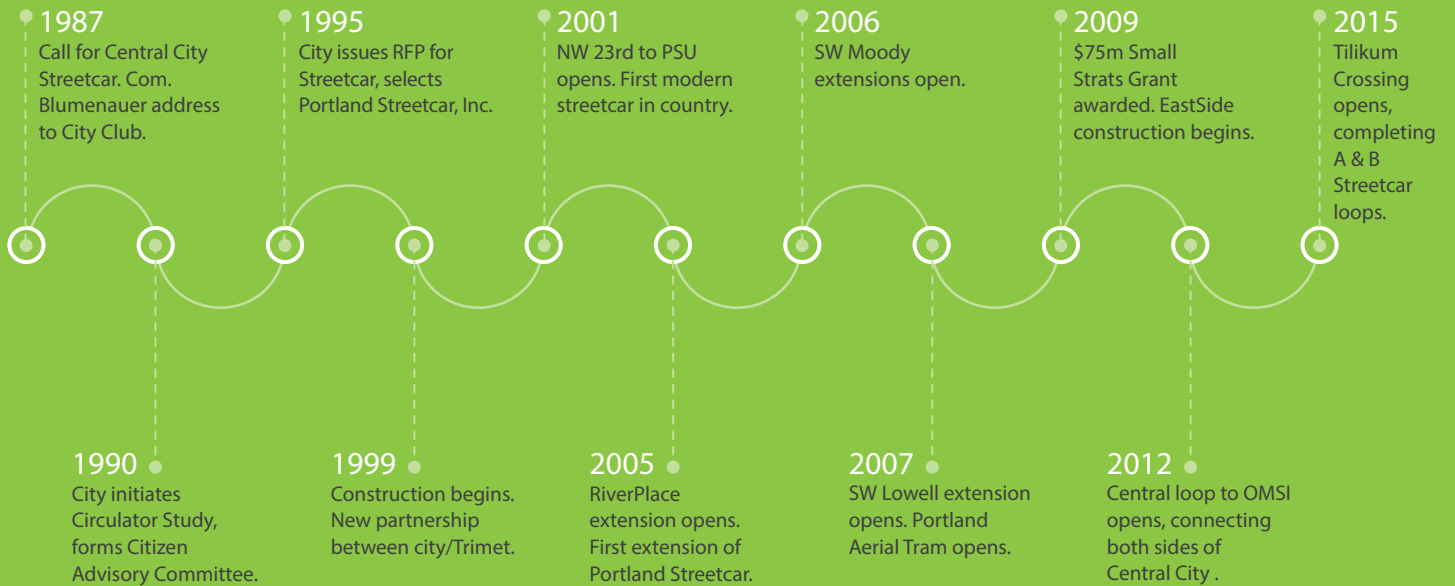 1987
Call for Central City
Streetcar. Com.
Blumenauer address
to City Club.
1995
City issues RFP for
Streetcar, selects
Portland Streetcar, Inc.
2001
NW 23rd to PSU
opens. First modern
streetcar in country.
2006
SW Moody
extensions open.
2009
$75m Small
Strats Grant
awarded. EastSide
construction begins.
2015
Tilikum
Crossing
opens,
completing
A & B
Streetcar
loops.
1990
City initiates
Circulator Study,
forms Citizen
Advisory Committee.
1999
Construction begins.
New partnership
between city/Trimet.
2005
RiverPlace
extension opens.
First extension of
Portland Streetcar.
2007
SW Lowell extension
opens. Portland
Aerial Tram opens.
2012
Central loop to OMSI
opens, connecting
both sides of
Central City .